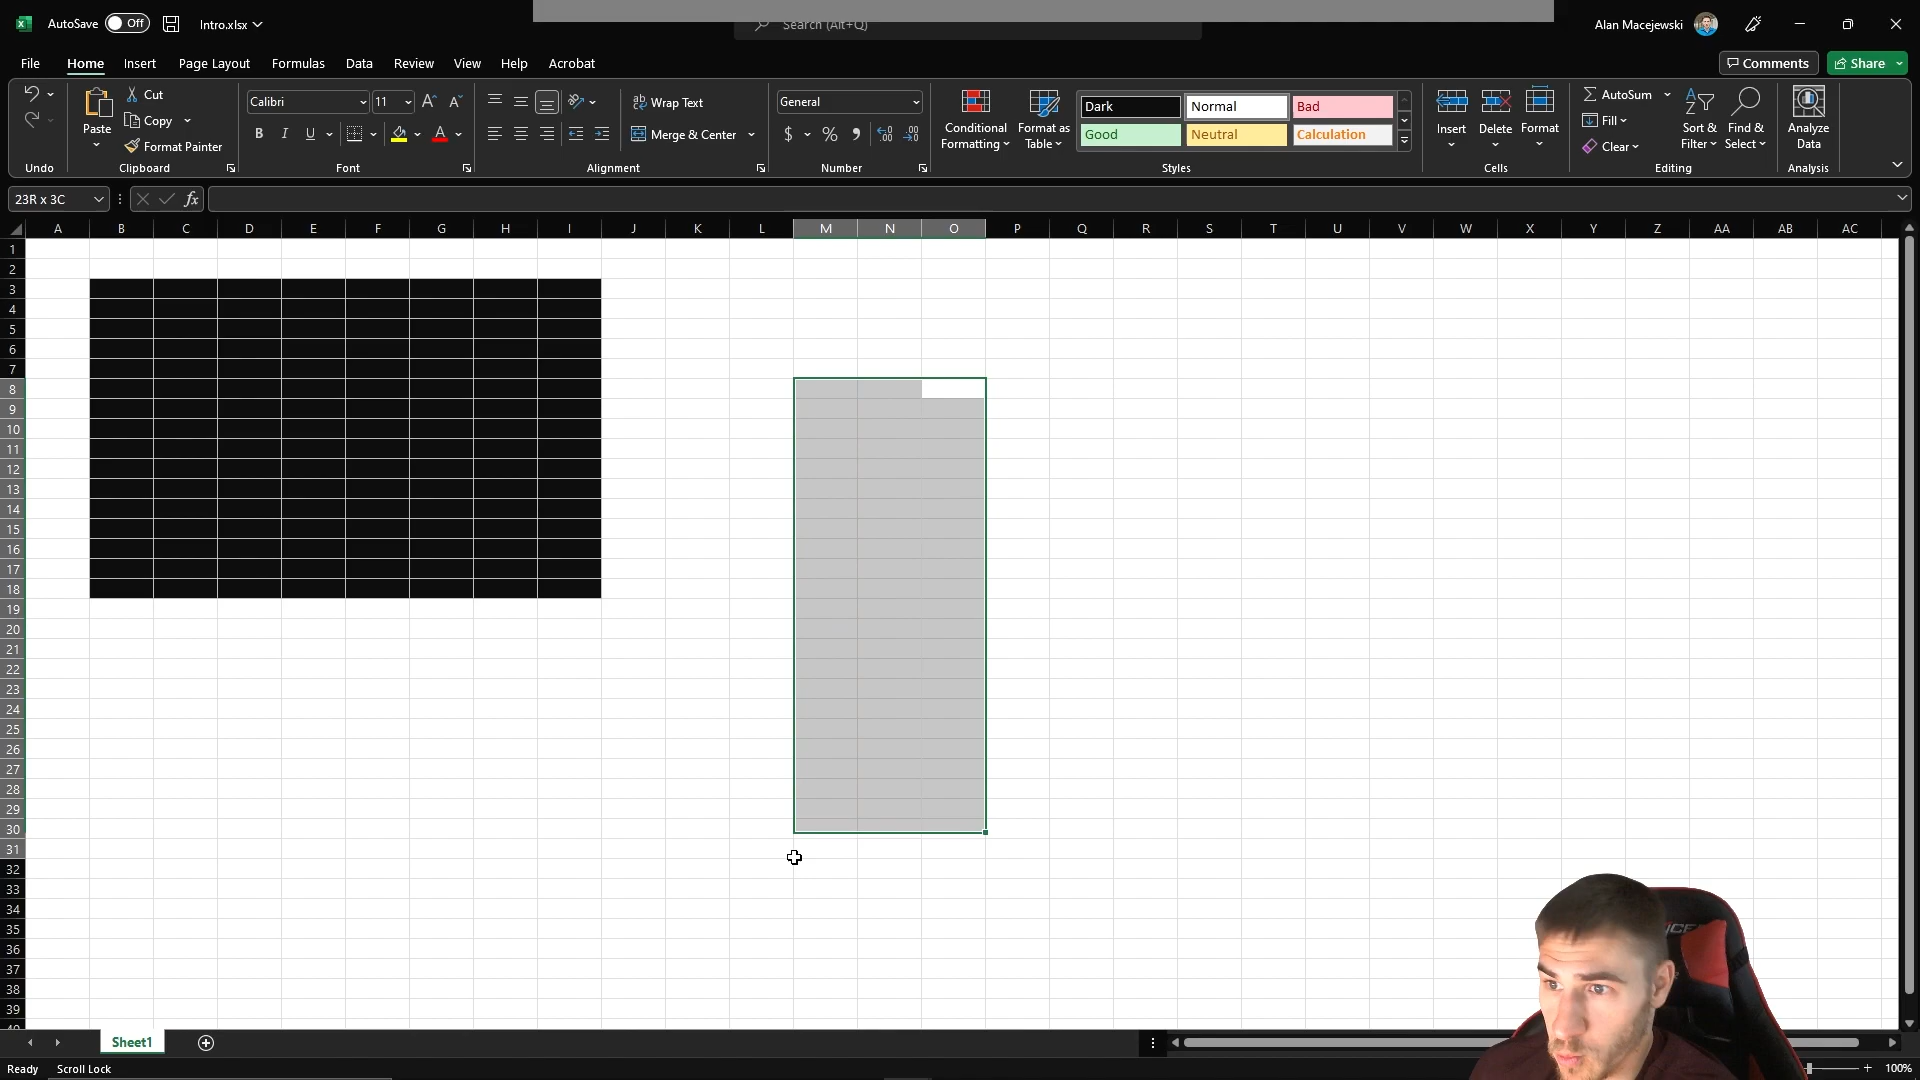 AutoSave Off Intro.xlsx Search (Alt+Q) Alan Macejewski
File Home Insert Page Layout Formulas Data Review View Help Acrobat Comments Share
Paste Cut Copy Format Painter
Calibri 11 B I U A A A
Wrap Text Merge & Center
General $ % 9
Conditional Formatting Format as Table
Dark Normal Bad
Good Neutral Calculation
Insert Delete Format
AutoSum Fill Clear
Sort & Filter Find & Select
Analyze Data
Undo Clipboard Font Alignment Number Styles Cells Editing Analysis
23R x 3C fx
A B C D E F G H I J K L M N O P Q R S T U V W X Y Z AA AB AC
1
2
3
4
5
6
7
8
9
10
11
12
13
14
15
16
17
18
19
20
21
22
23
24
25
26
27
28
29
30
31
32
33
34
35
36
37
38
39
40
Sheet1
Ready Scroll Lock 100%